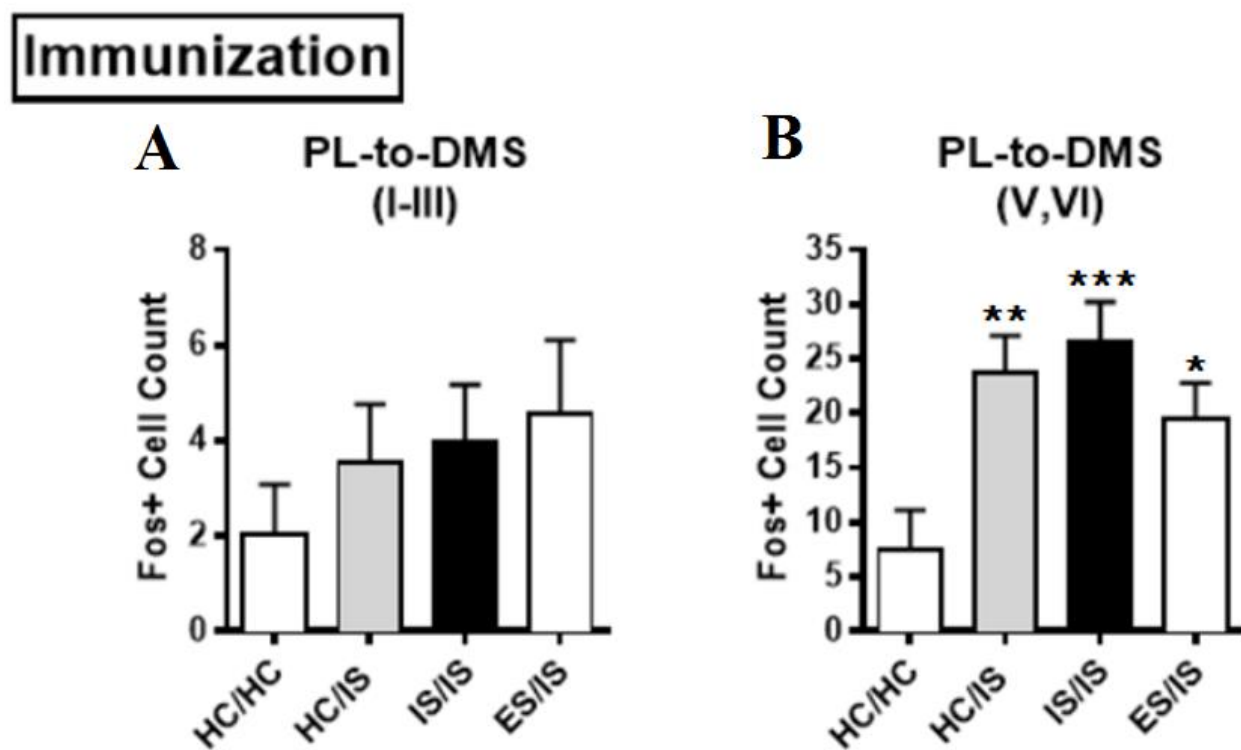 Immunization
A
PL-to-DMS
(I-III)
Fos+ Cell Count
8
6
4
2
0
HC/HC
HC/IS
IS/IS
ES/IS
B
PL-to-DMS
(V,VI)
Fos+ Cell Count
35
30
25
20
15
10
5
0
**
***
*
HC/HC
HC/IS
IS/IS
ES/IS